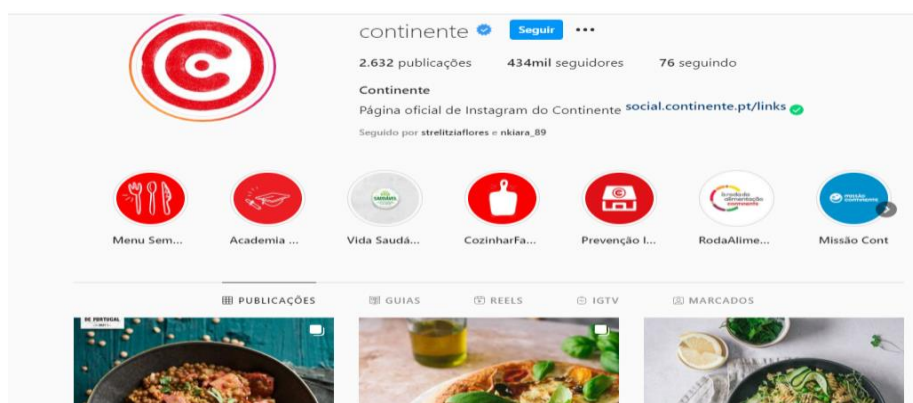 continente
Seguir
2.632 publicações 434mil seguidores 76 seguindo
Continente
Página oficial de Instagram do Continente social.continente.pt/links
Seguido por strelitziaflores e nkiara_89
Menu Sem... Academia ... Vida Saudá... CozinharFa... Prevenção I... RodaAlime... Missão Cont
PUBLICAÇÕES GUIAS REELS IGTV MARCADOS
DE PORTUGAL